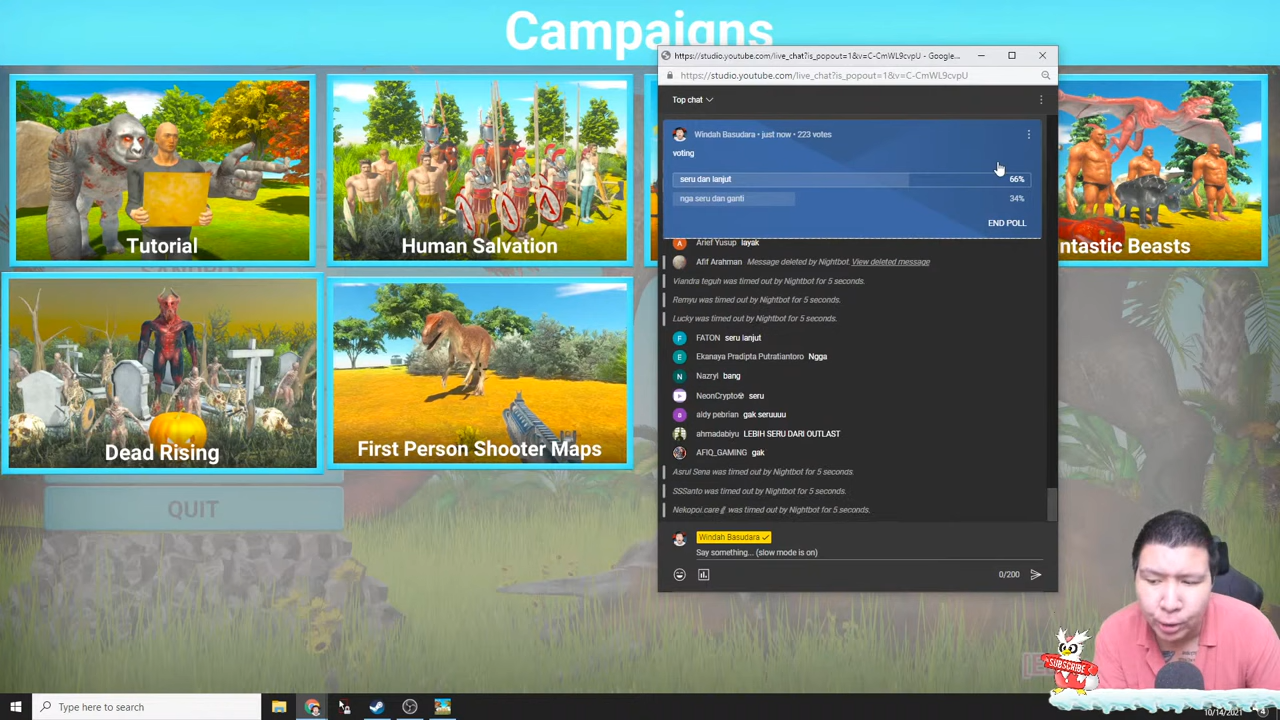 Campaigns
Tutorial
Human Salvation
ntastic Beasts
Dead Rising
First Person Shooter Maps
QUIT
https://studio.youtube.com/live_chat?is_popout=1&v=C-CmWL9cvpU - Google...
https://studio.youtube.com/live_chat?is_popout=1&v=C-CmWL9cvpU
Top chat
Windah Basudara • just now • 223 votes
voting
seru dan lanjut 66%
nga seru dan ganti 34%
END POLL
A Arief Yusup layak
Afif Arahman Message deleted by Nightbot. View deleted message
Viandra teguh was timed out by Nightbot for 5 seconds.
Remyu was timed out by Nightbot for 5 seconds.
Lucky was timed out by Nightbot for 5 seconds.
F FATON seru lanjut
E Ekanaya Pradipta Putratiantoro Ngga
N Nazryl bang
NeonCrypto seru
a aidy pebrian gak seruuuu
ahmadabiyu LEBIH SERU DARI OUTLAST
AFIQ_GAMING gak
Asrul Sena was timed out by Nightbot for 5 seconds.
SSSanto was timed out by Nightbot for 5 seconds.
Nekopoi.care was timed out by Nightbot for 5 seconds.
Windah Basudara
Say something... (slow mode is on)
0/200
SUBSCRIBE
Type here to search
10/14/2021
4